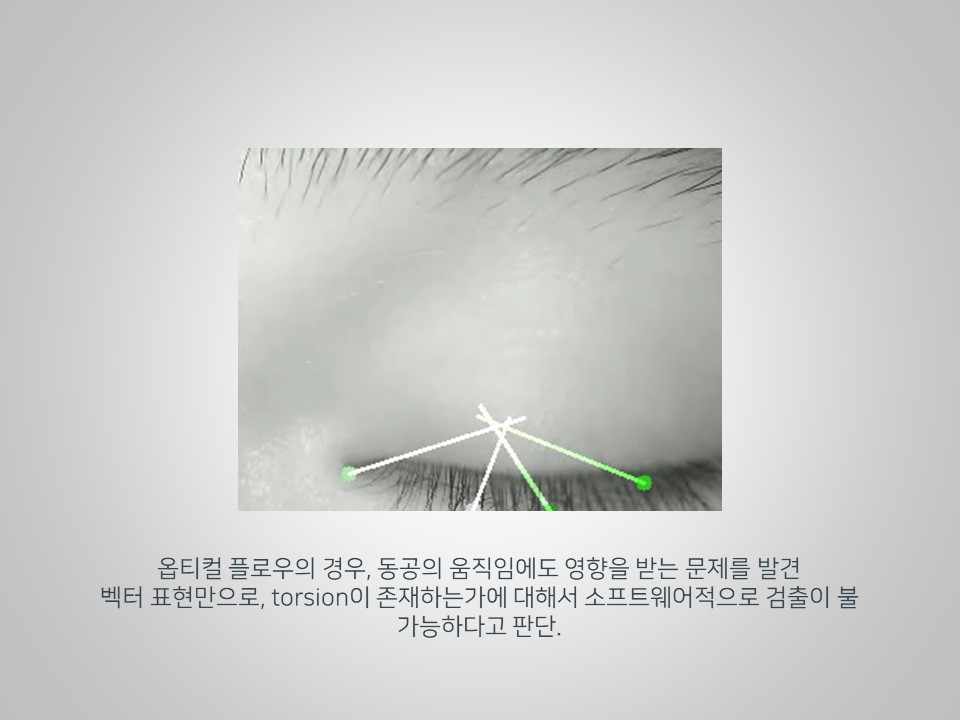 옵티컬 플로우의 경우, 동공의 움직임에도 영향을 받는 문제를 발견
벡터 표현만으로, torsion이 존재하는가에 대해서 소프트웨어적으로 검출이 불
가능하다고 판단.